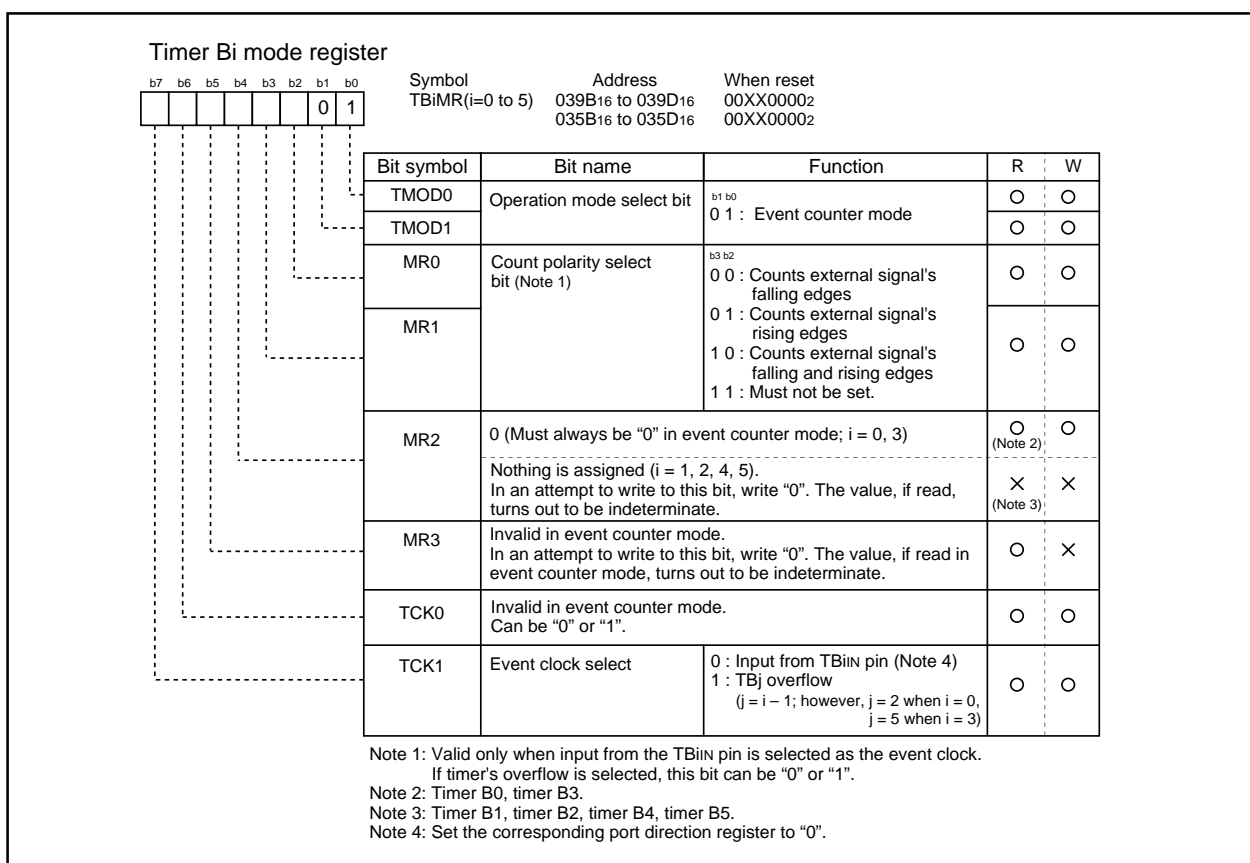 Timer Bi mode register
b7 b6 b5 b4 b3 b2 b1 b0
0 1
Symbol Address When reset
TBiMR(i=0 to 5) 039B16 to 039D16 00XX00002
035B16 to 035D16 00XX00002
Bit symbol Bit name Function R W
TMOD0 Operation mode select bit b1 b0
0 1 : Event counter mode
TMOD1
MR0 Count polarity select
bit (Note 1)
b3 b2
0 0 : Counts external signal's
falling edges
0 1 : Counts external signal's
rising edges
MR1
1 0 : Counts external signal's
falling and rising edges
1 1 : Must not be set.
MR2 0 (Must always be “0” in event counter mode; i = 0, 3)
(Note 2)
Nothing is assigned (i = 1, 2, 4, 5).
In an attempt to write to this bit, write “0”. The value, if read,
turns out to be indeterminate.
(Note 3)
MR3 Invalid in event counter mode.
In an attempt to write to this bit, write “0”. The value, if read in
event counter mode, turns out to be indeterminate.
TCK0 Invalid in event counter mode.
Can be “0” or “1”.
TCK1 Event clock select 0 : Input from TBiIN pin (Note 4)
1 : TBj overflow
(j = i – 1; however, j = 2 when i = 0,
j = 5 when i = 3)
Note 1: Valid only when input from the TBiIN pin is selected as the event clock.
If timer's overflow is selected, this bit can be “0” or “1”.
Note 2: Timer B0, timer B3.
Note 3: Timer B1, timer B2, timer B4, timer B5.
Note 4: Set the corresponding port direction register to “0”.